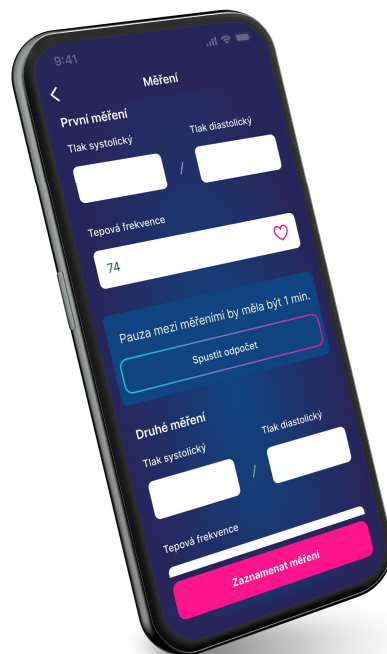 9:41
Měření
První měření
Tlak systolický
Tlak diastolický
/
Tepová frekvence
74
Pauza mezi měřeními by měla být 1 min.
Spustit odpočet
Druhé měření
Tlak systolický
Tlak diastolický
/
Tepová frekvence
Zaznamenat měření